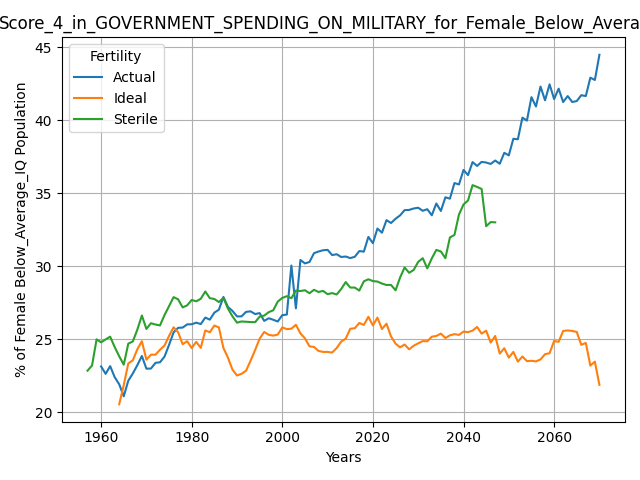 Score_4_in_GOVERNMENT_SPENDING_ON_MILITARY_for_Female_Below_Avera
Fertility
Actual
Ideal
Sterile
% of Female Below_Average_IQ Population
45
40
35
30
25
20
1960
1980
2000
2020
2040
2060
Years